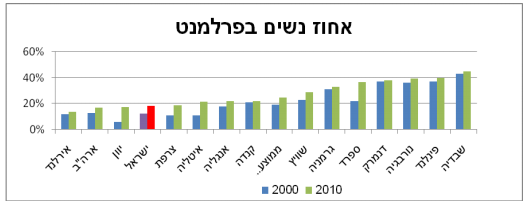 אחוז נשים בפרלמנט
60%
40%
20%
0%
אירלנד
ארה"ב
יוון
ישראל
צרפת
איטליה
אנגליה
קנדה
ממוצע..
שוויץ
גרמניה
ספרד
דנמרק
נורבגיה
פינלנד
שבדיה
2000 2010